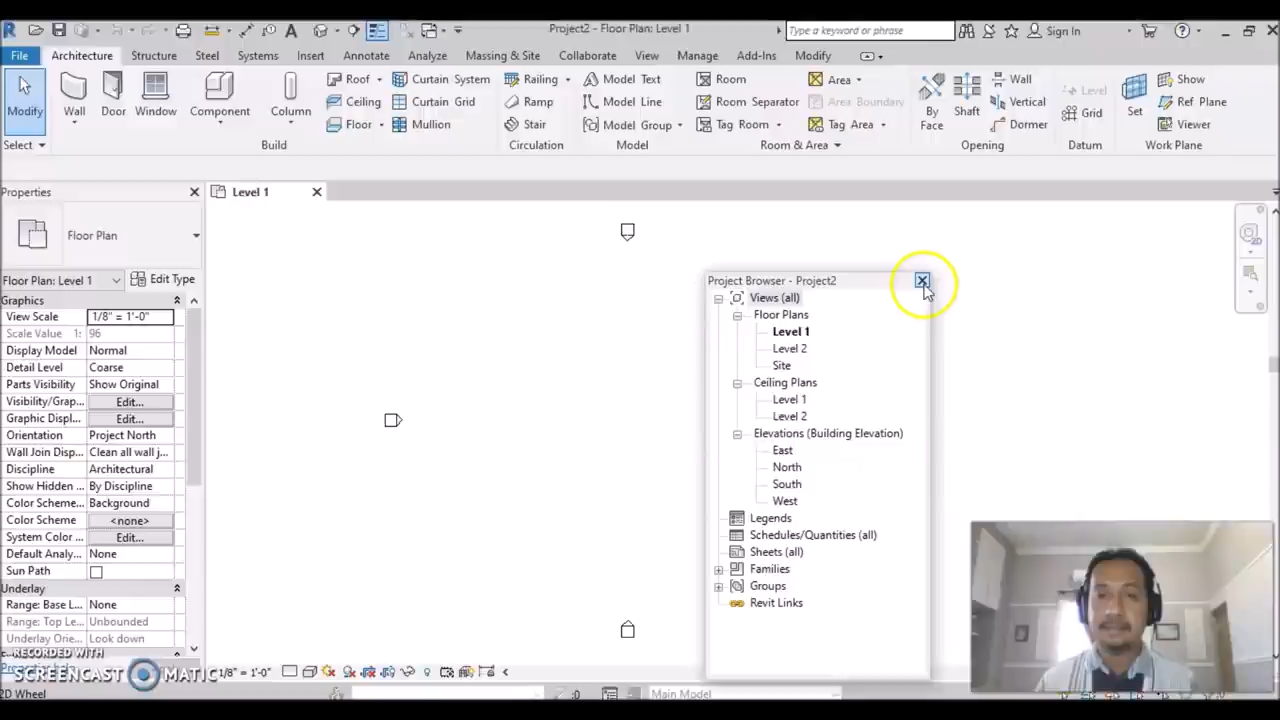 Project2 - Floor Plan: Level 1
Type a keyword or phrase
Sign In
File Architecture Structure Steel Systems Insert Annotate Analyze Massing & Site Collaborate View Manage Add-Ins Modify
Modify
Wall
Door
Window
Component
Column
Roof
Ceiling
Floor
Curtain System
Curtain Grid
Mullion
Railing
Ramp
Stair
Model Text
Model Line
Model Group
Room
Room Separator
Tag Room
Area
Area Boundary
Tag Area
By
Face
Shaft
Wall
Vertical
Dormer
Level
Grid
Set
Show
Ref Plane
Viewer
Select Build Circulation Model Room & Area Opening Datum Work Plane
Properties
Level 1
Floor Plan
Floor Plan: Level 1 Edit Type
Graphics
View Scale 1/8" = 1'-0"
Scale Value 1: 96
Display Model Normal
Detail Level Coarse
Parts Visibility Show Original
Visibility/Grap... Edit...
Graphic Displ... Edit...
Orientation Project North
Wall Join Disp... Clean all wall j...
Discipline Architectural
Show Hidden ... By Discipline
Color Scheme... Background
Color Scheme <none>
System Color ... Edit...
Default Analy... None
Sun Path
Underlay
Range: Base L... None
Range: Top Le... Unbounded
Underlay Orie... Look down
Project Browser - Project2
Views (all)
Floor Plans
Level 1
Level 2
Site
Ceiling Plans
Level 1
Level 2
Elevations (Building Elevation)
East
North
South
West
Legends
Schedules/Quantities (all)
Sheets (all)
Families
Groups
Revit Links
2D
RECORDED WITH
SCREENCAST MATIC
1/8" = 1'-0"
2D Wheel
:0
Main Model